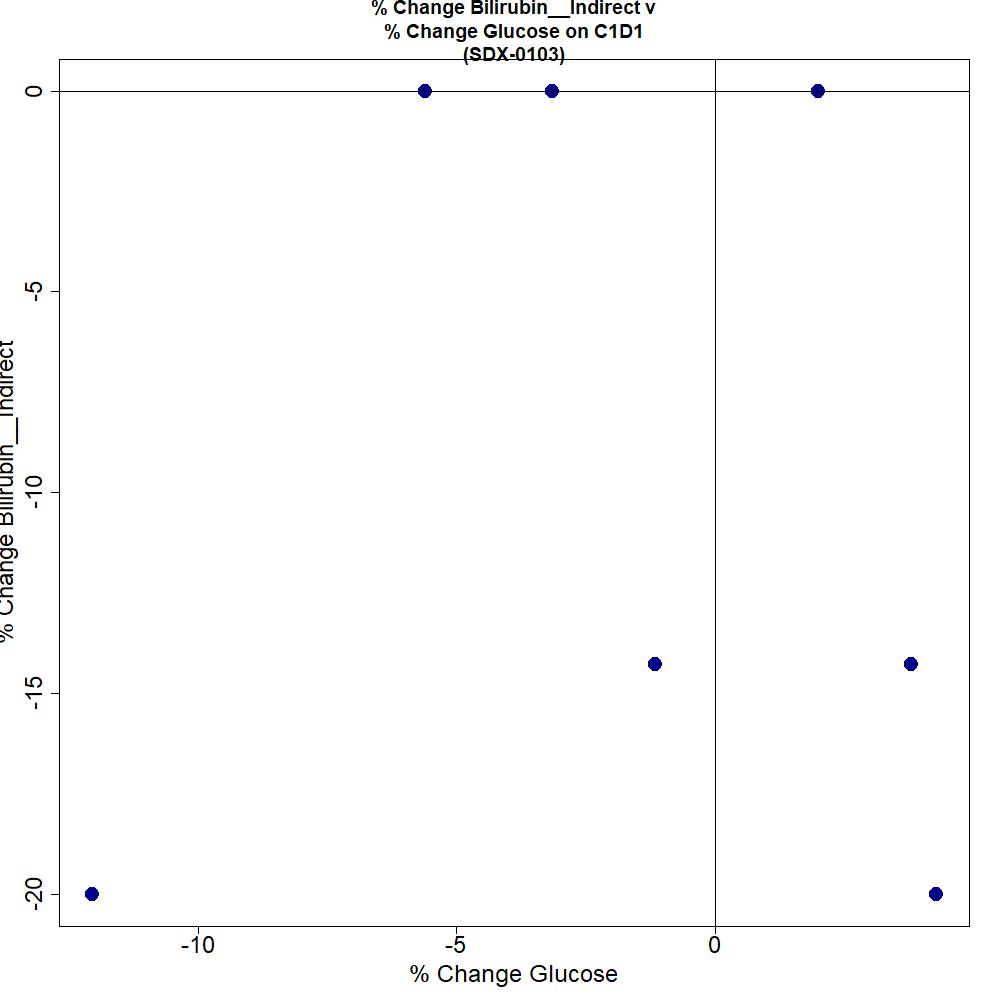 % Change Bilirubin__Indirect v
% Change Glucose on C1D1
(SDX-0103)
% Change Bilirubin__Indirect
0
-5
-10
-15
-20
-10
-5
0
% Change Glucose